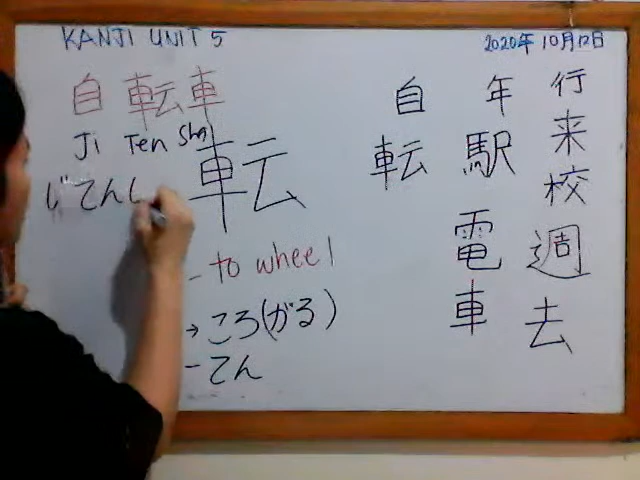 KANJI UNIT 5
2020年 10月12日
自転車
Ji Ten Sha
じてんし
転
- to wheel
→ ころ(がる)
- てん
行来校週去
年駅電車
自転